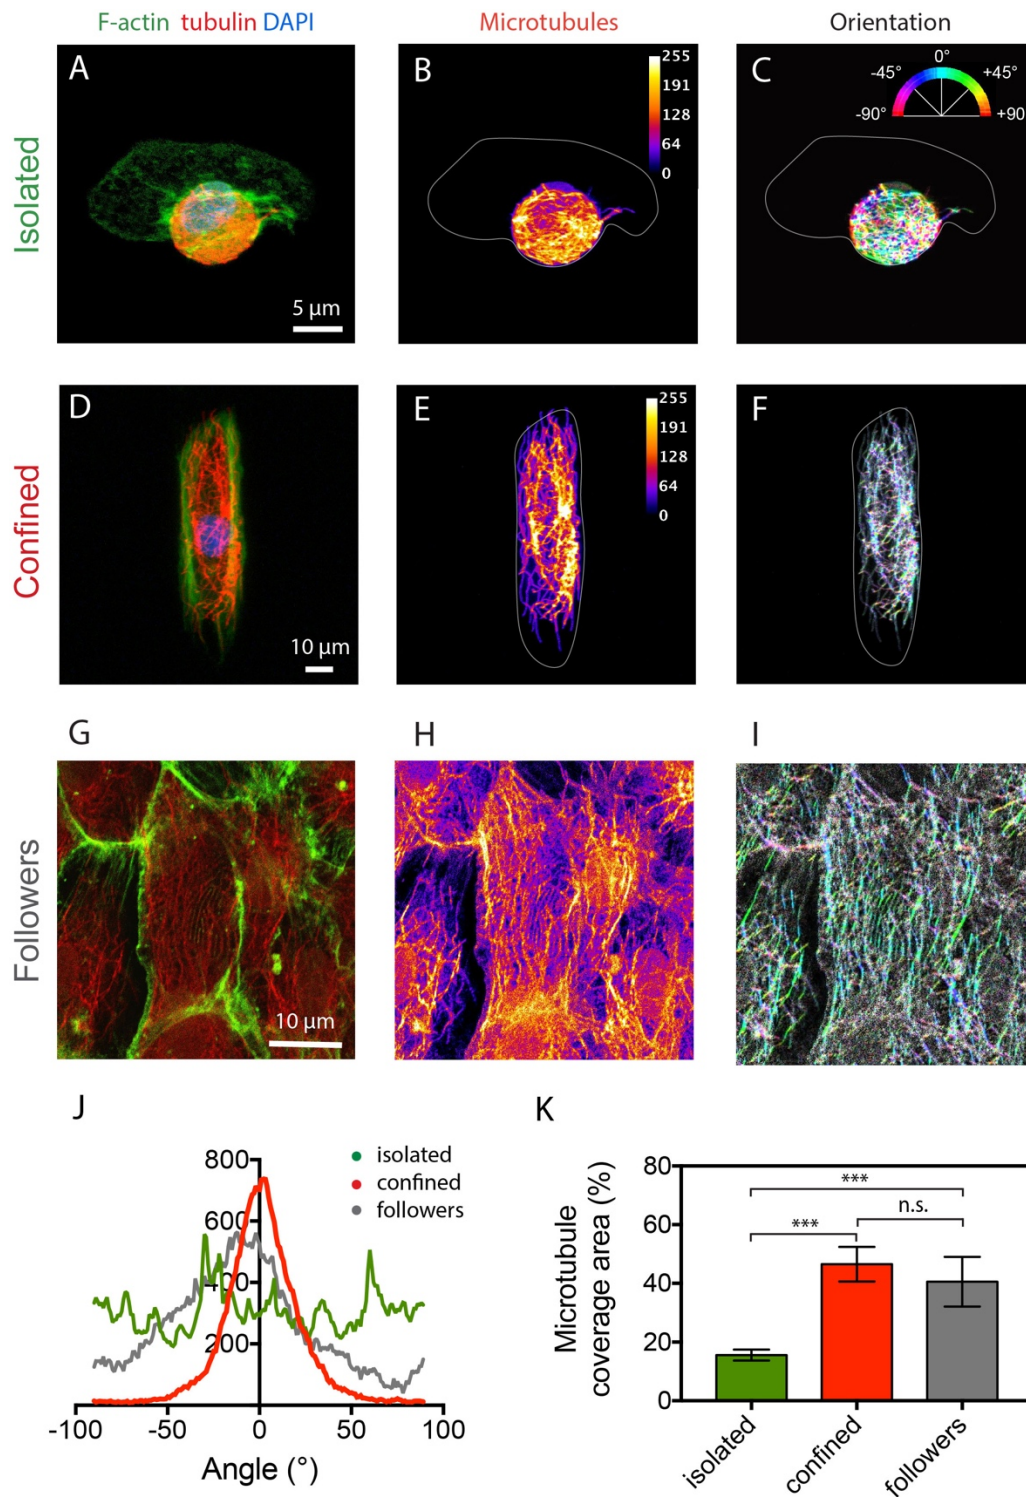 F-actin tubulin DAPI
Microtubules
Orientation
Isolated
A
5 µm
B
255
191
128
64
0
C
0°
-45°
+45°
-90°
+90
Confined
D
10 µm
E
255
191
128
64
0
F
Followers
G
10 µm
H
I
J
800
600
400
200
-100
-50
0
50
100
Angle (°)
isolated
confined
followers
K
Microtubule
coverage area (%)
80
60
40
20
0
***
***
n.s.
isolated
confined
followers